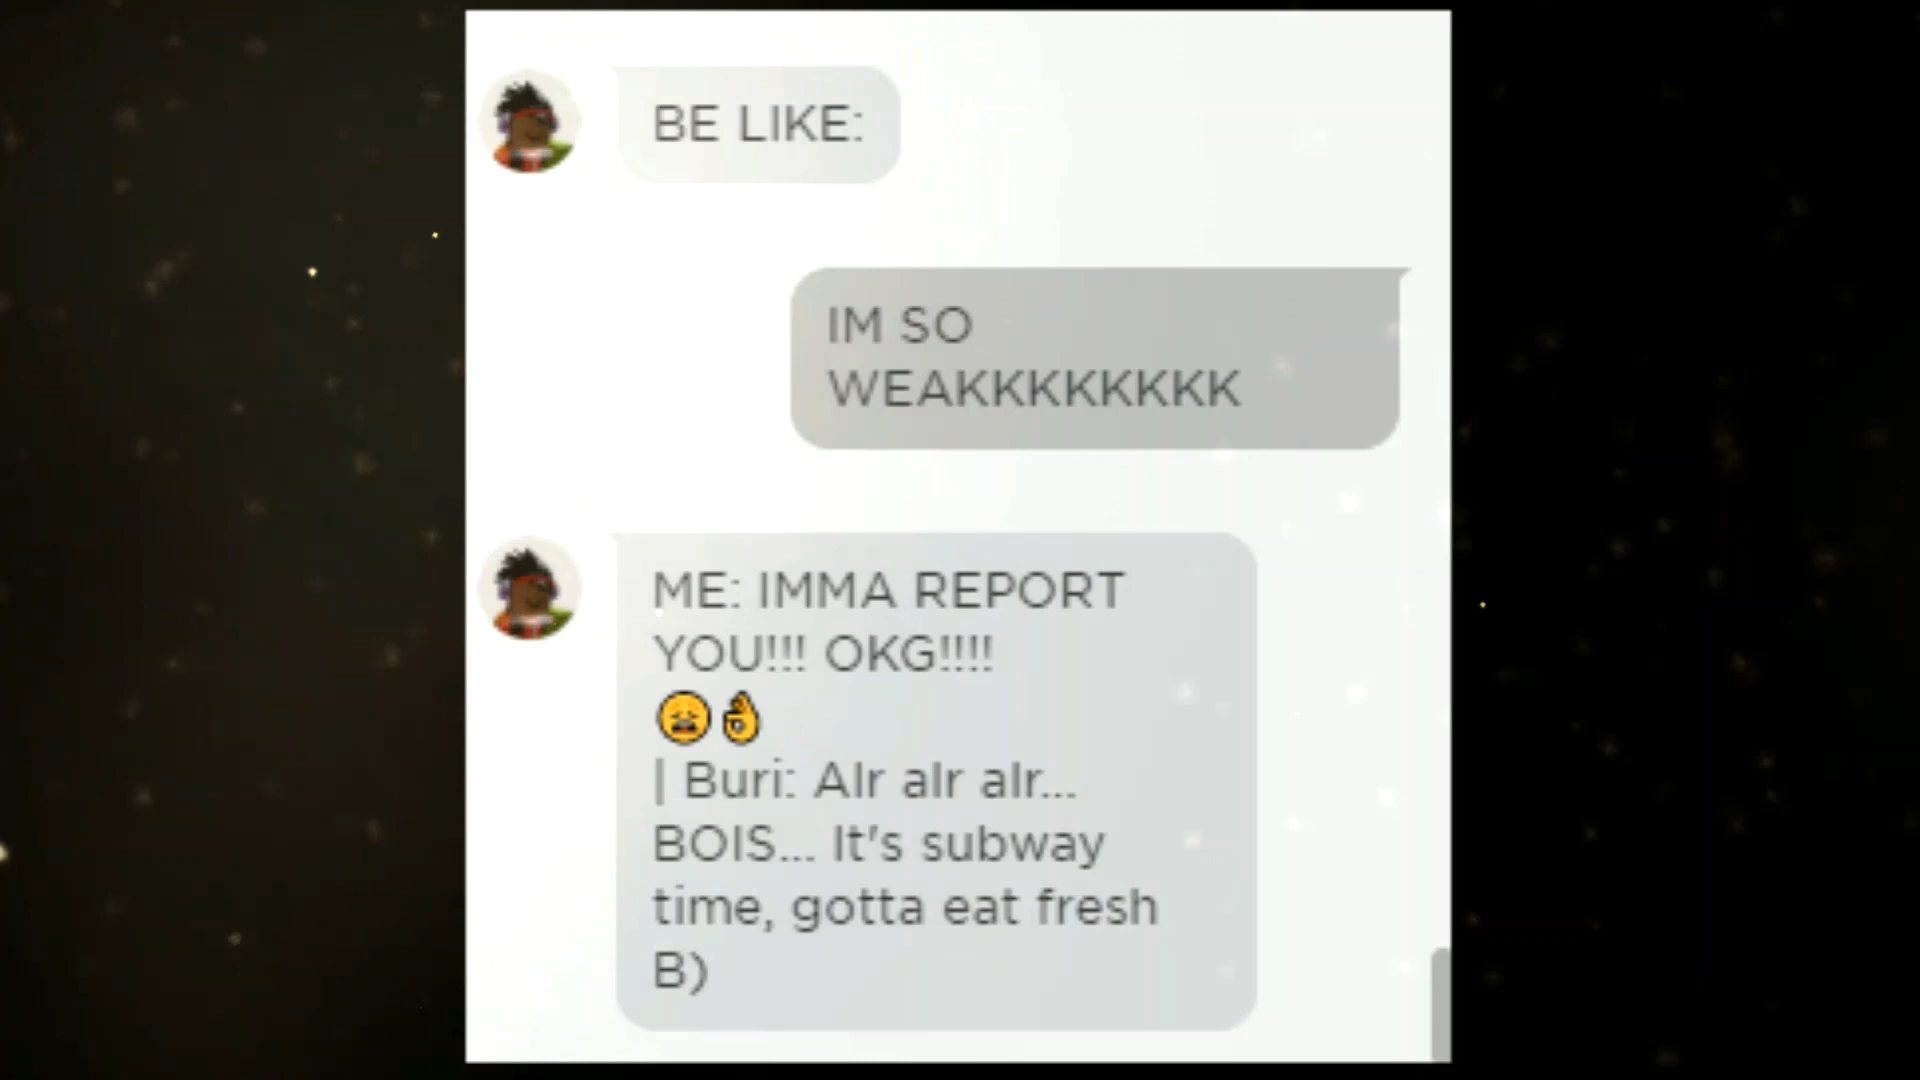 BE LIKE:
IM SO
WEAKKKKKKKK
ME: IMMA REPORT
YOU!!! OKG!!!!
😩👌
| Buri: Alr alr alr...
BOIS... It's subway
time, gotta eat fresh
B)